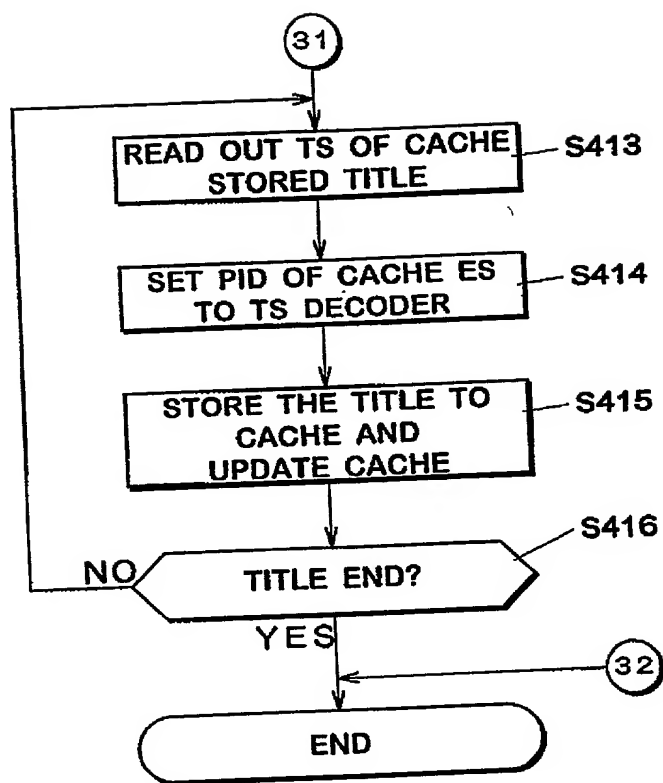 31
READ OUT TS OF CACHE
STORED TITLE
S413
SET PID OF CACHE ES
TO TS DECODER
S414
STORE THE TITLE TO
CACHE AND
UPDATE CACHE
S415
TITLE END?
S416
NO
YES
32
END